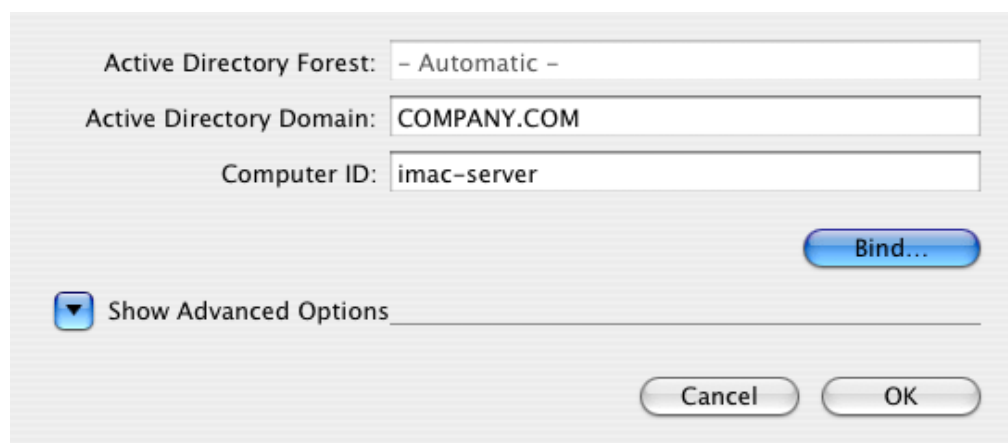 Active Directory Forest: – Automatic –
Active Directory Domain: COMPANY.COM
Computer ID: imac-server
Bind...
Show Advanced Options
Cancel OK